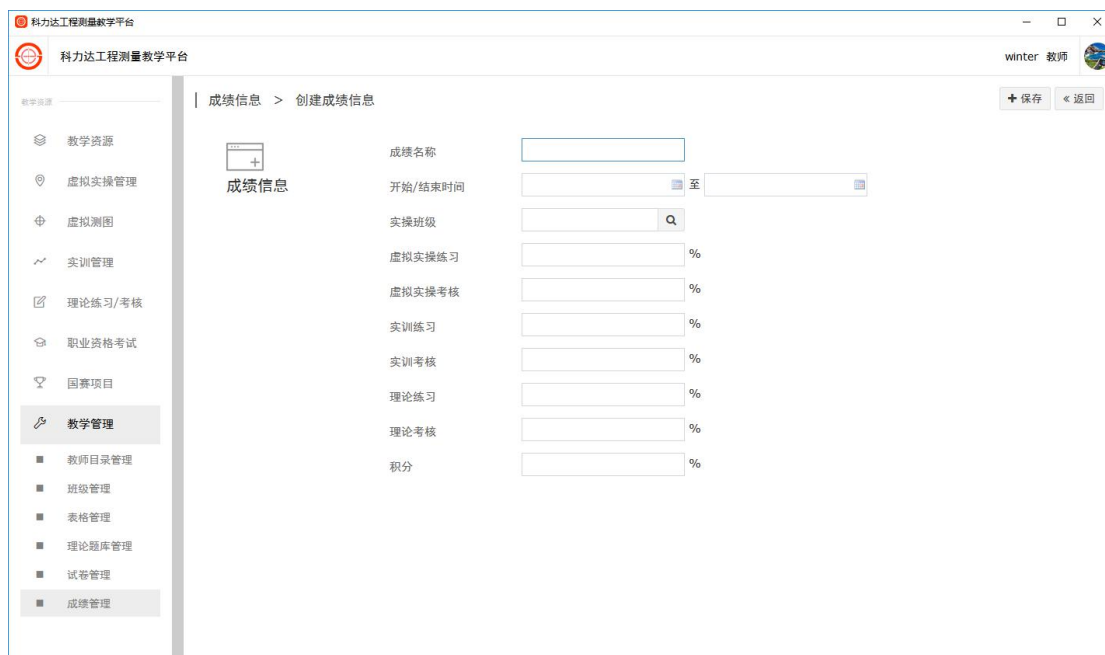 科力达工程测量教学平台
科力达工程测量教学平台
winter 教师
教学资源
成绩信息 > 创建成绩信息
保存
返回
教学资源
虚拟实操管理
虚拟测图
实训管理
理论练习/考核
职业资格考试
国赛项目
教学管理
教师目录管理
班级管理
表格管理
理论题库管理
试卷管理
成绩管理
成绩信息
成绩名称
开始/结束时间 至
实操班级
虚拟实操练习 %
虚拟实操考核 %
实训练习 %
实训考核 %
理论练习 %
理论考核 %
积分 %